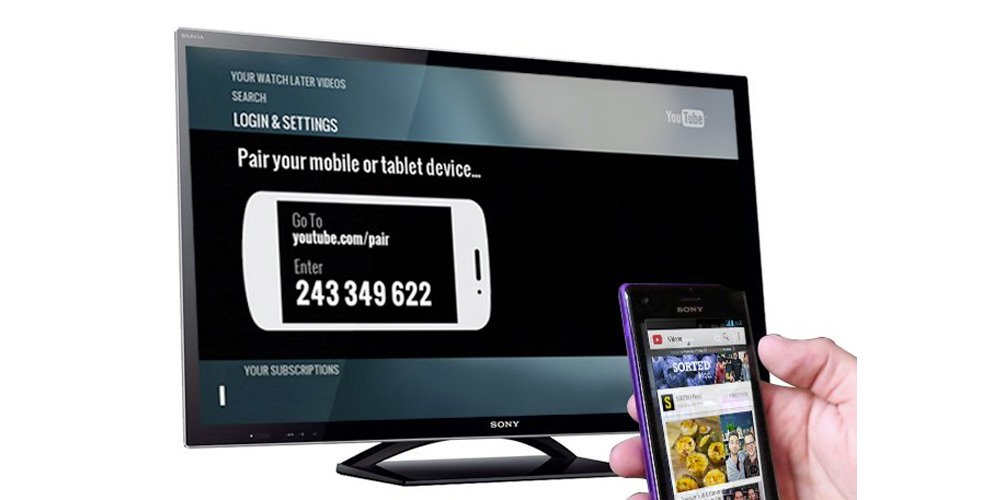 BRAVIA
YOUR WATCH LATER VIDEOS
SEARCH
LOGIN & SETTINGS
YouTube
Pair your mobile or tablet device...
Go To
youtube.com/pair
Enter
243 349 622
YOUR SUBSCRIPTIONS
SONY
SONY
Videos
SORTED
S